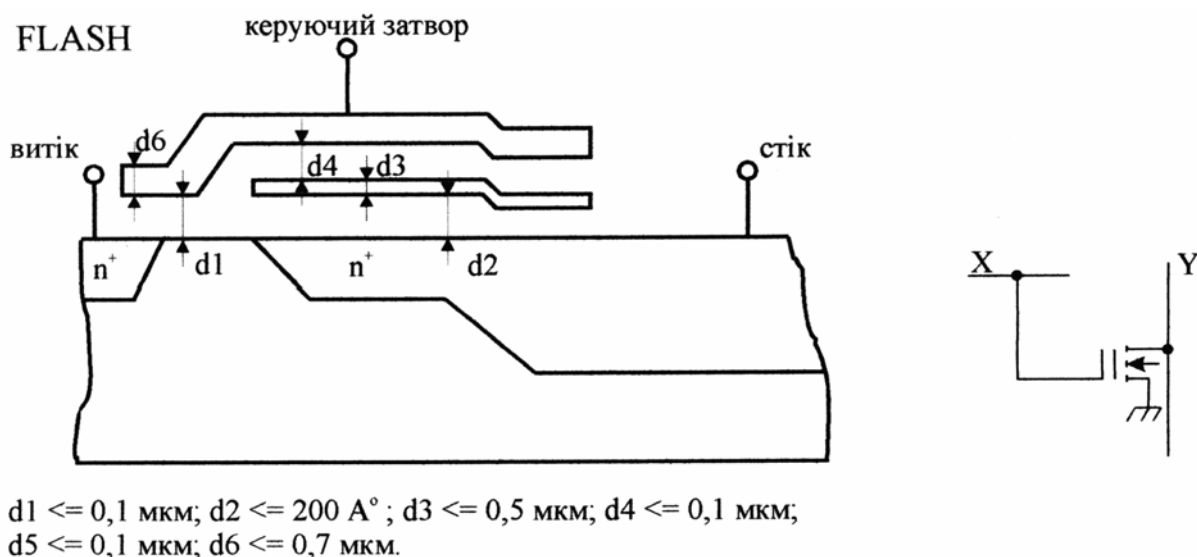 FLASH
керуючий затвор
витік
d6
d4
d3
стік
n⁺
d1
n⁺
d2
X
Y
d1 <= 0,1 мкм; d2 <= 200 A° ; d3 <= 0,5 мкм; d4 <= 0,1 мкм;
d5 <= 0,1 мкм; d6 <= 0,7 мкм.